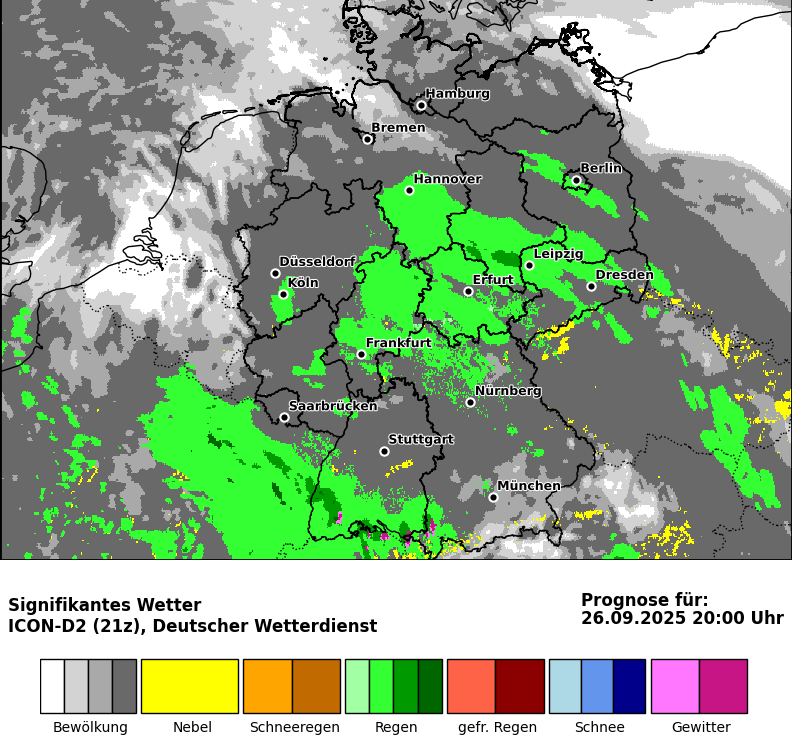 Hamburg
Bremen
Berlin
Hannover
Düsseldorf
Leipzig
Köln
Erfurt
Dresden
Frankfurt
Nürnberg
Saarbrücken
Stuttgart
München
Signifikantes Wetter
ICON-D2 (21z), Deutscher Wetterdienst
Prognose für:
26.09.2025 20:00 Uhr
Bewölkung
Nebel
Schneeregen
Regen
gefr. Regen
Schnee
Gewitter